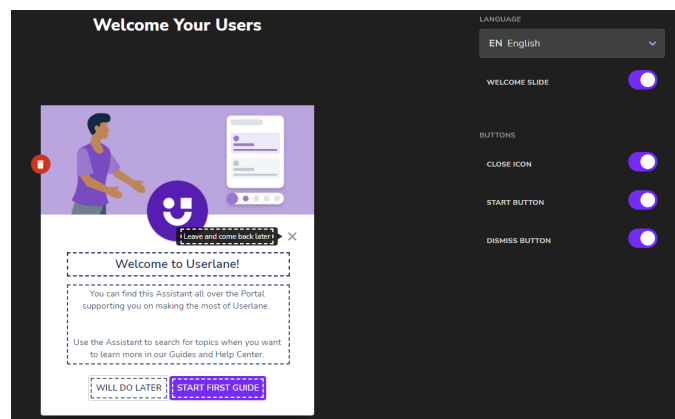 Welcome Your Users
LANGUAGE
EN English
WELCOME SLIDE
BUTTONS
CLOSE ICON
START BUTTON
DISMISS BUTTON
Leave and come back later
Welcome to Userlane!
You can find this Assistant all over the Portal
supporting you on making the most of Userlane.
Use the Assistant to search for topics when you want
to learn more in our Guides and Help Center.
WILL DO LATER
START FIRST GUIDE